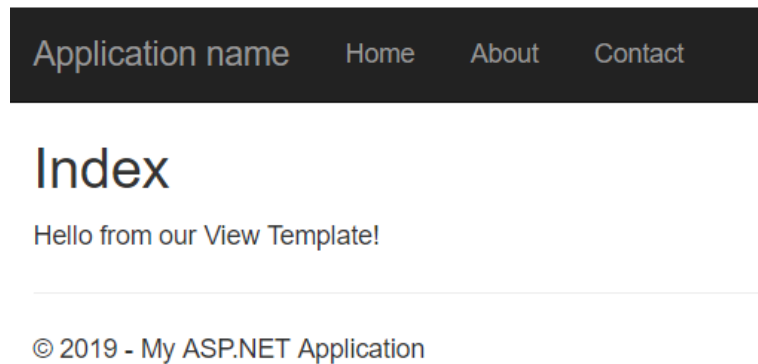 Application name Home About Contact
Index
Hello from our View Template!
© 2019 - My ASP.NET Application